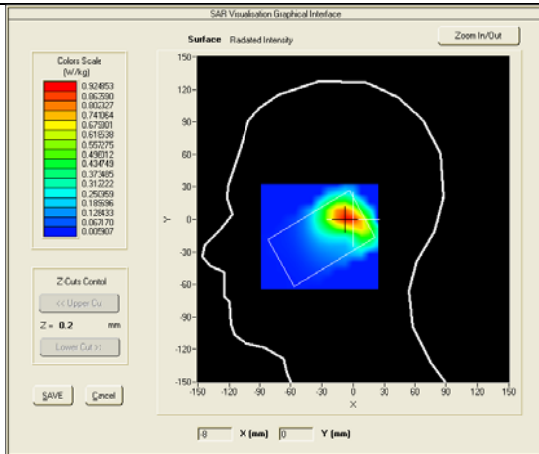 SAR Visualisation Graphical Interface
Surface Radiated Intensity
Zoom In/Out
Colors Scale
(W/kg)
0.924853
0.863590
0.802327
0.741064
0.679801
0.618538
0.557275
0.496012
0.434749
0.373485
0.312222
0.250959
0.189696
0.128433
0.067170
0.005907
Z Cuts Control
<< Upper Cu
Z = 0.2 mm
Lower Cut >>
SAVE
Cancel
150
120
90
60
30
0
-30
-60
-90
-120
-150
Y
-150 -120 -90 -60 -30 0 30 60 90 120 150
X
-8 X (mm) 0 Y (mm)